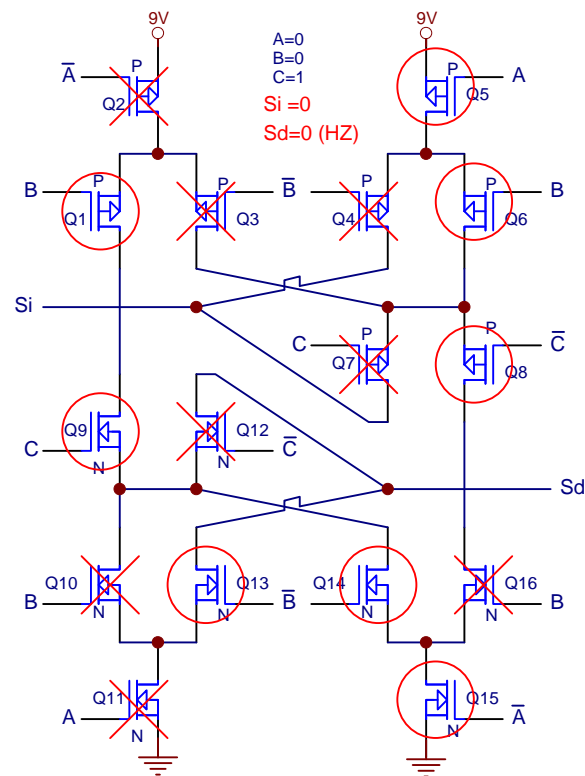 9V
9V
A=0
B=0
C=1
Si =0
Sd=0 (HZ)
A̅
P
Q2
P
A
Q5
B
P
Q1
P
B̅
Q3
P
Q4
P
B
Q6
Si
C
P
Q7
P
C̅
Q8
Q9
C
N
Q12
C̅
N
Sd
Q10
B
N
Q13
B̅
N
Q14
N
Q16
B
N
Q11
A
N
Q15
A̅
N